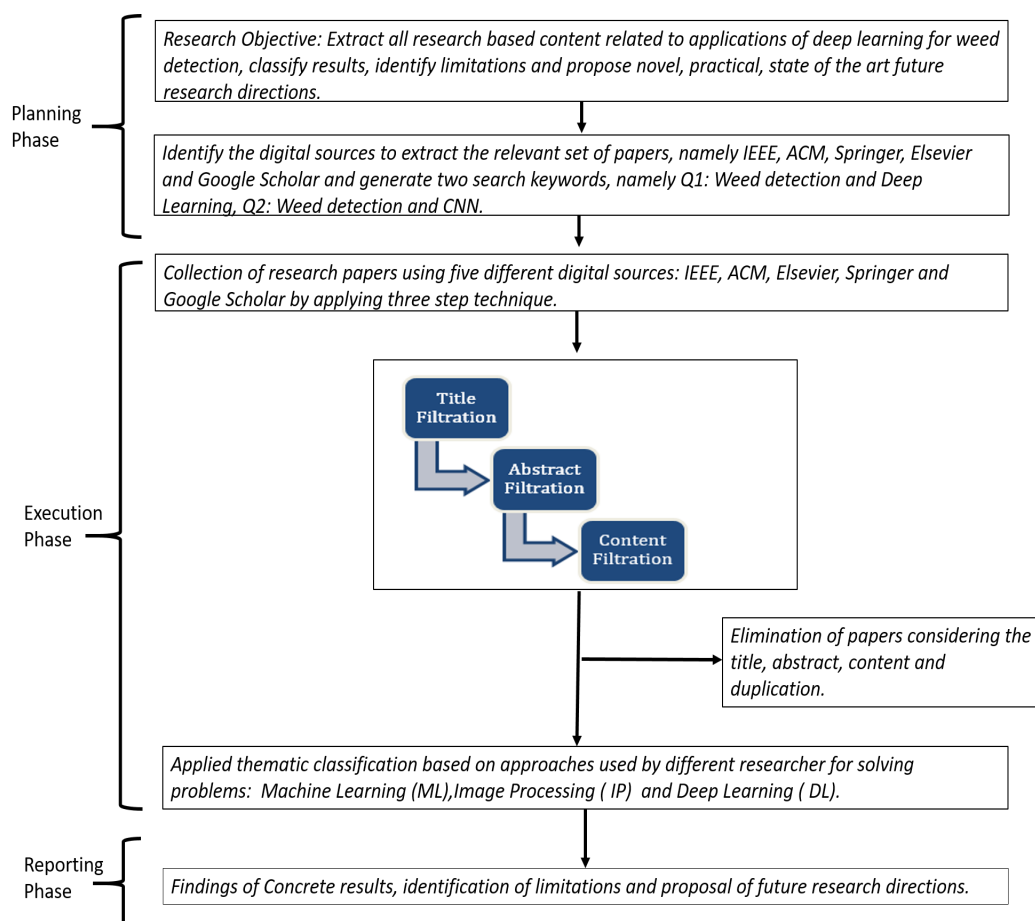 Planning
Phase
Research Objective: Extract all research based content related to applications of deep learning for weed
detection, classify results, identify limitations and propose novel, practical, state of the art future
research directions.
Identify the digital sources to extract the relevant set of papers, namely IEEE, ACM, Springer, Elsevier
and Google Scholar and generate two search keywords, namely Q1: Weed detection and Deep
Learning, Q2: Weed detection and CNN.
Execution
Phase
Collection of research papers using five different digital sources: IEEE, ACM, Elsevier, Springer and
Google Scholar by applying three step technique.
Title
Filtration
Abstract
Filtration
Content
Filtration
Elimination of papers considering the
title, abstract, content and
duplication.
Applied thematic classification based on approaches used by different researcher for solving
problems: Machine Learning (ML),Image Processing ( IP) and Deep Learning ( DL).
Reporting
Phase
Findings of Concrete results, identification of limitations and proposal of future research directions.